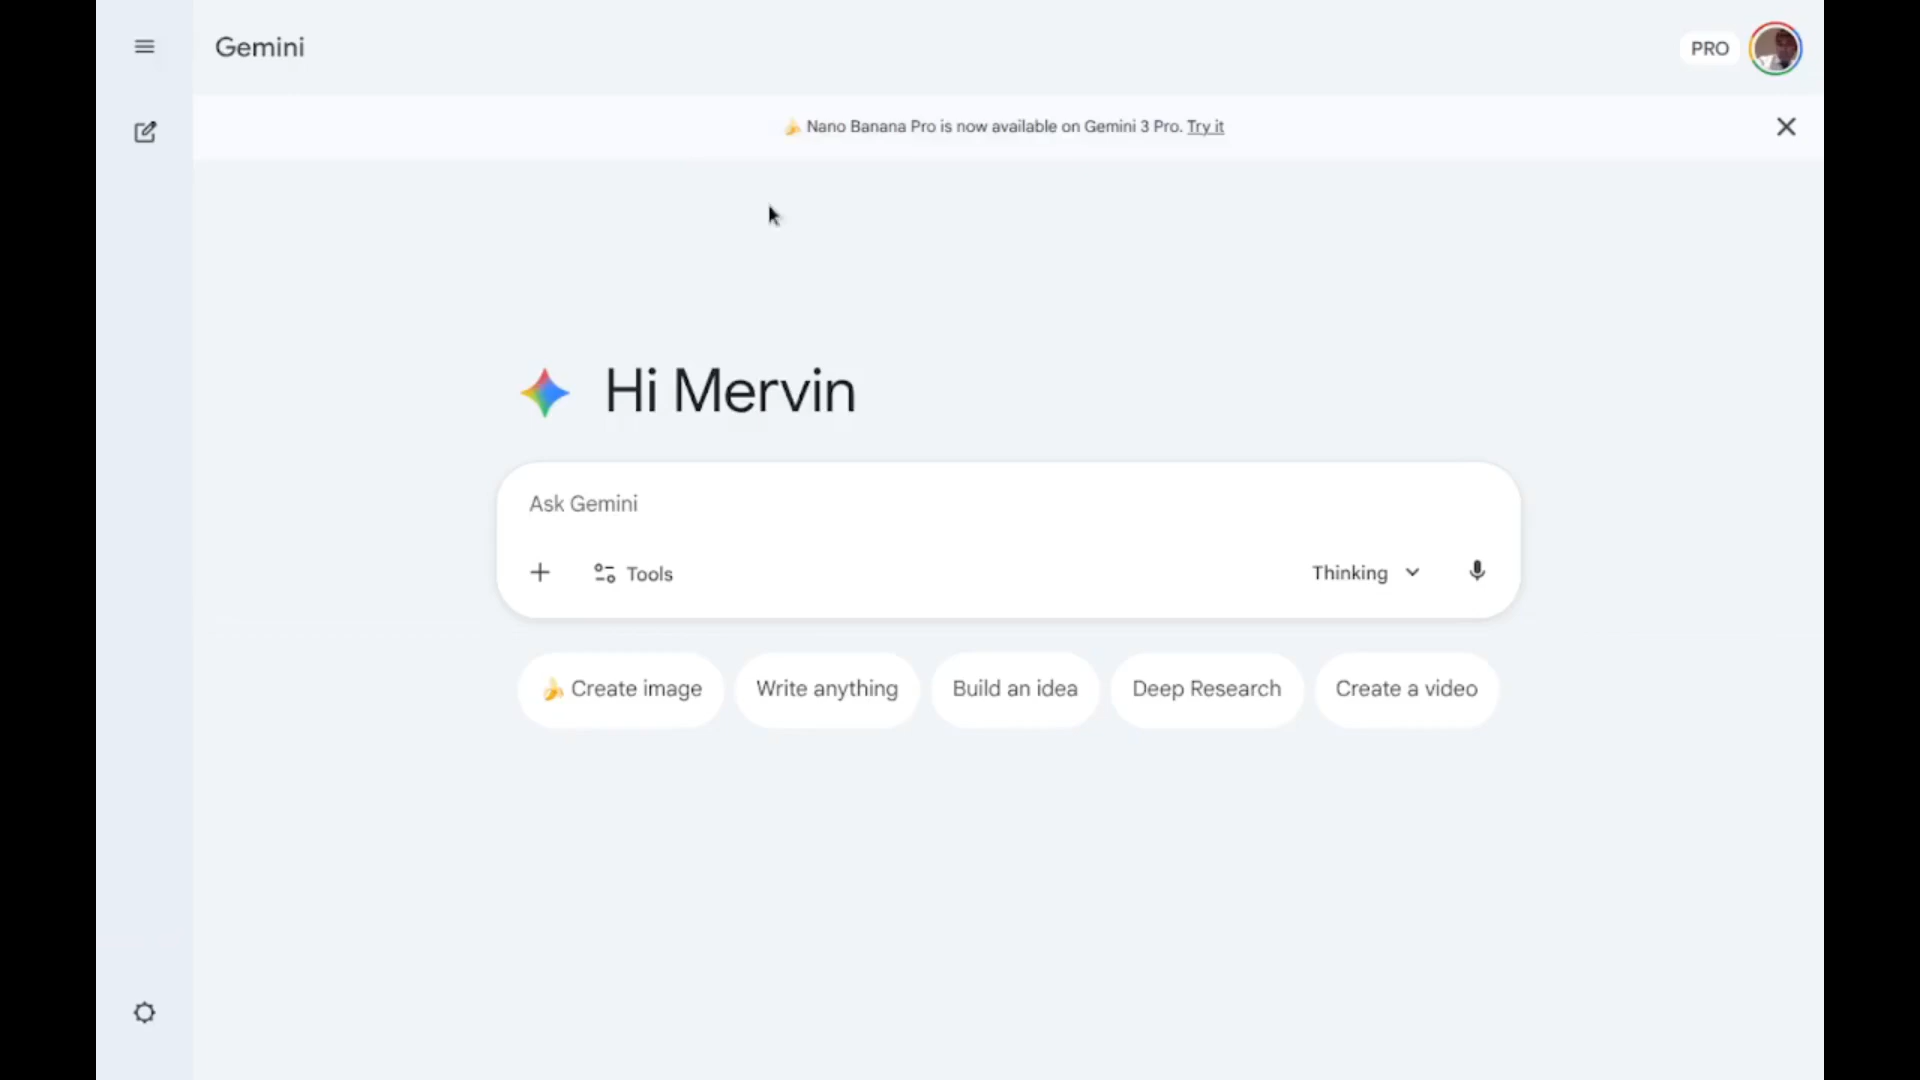 Gemini
PRO
🍌 Nano Banana Pro is now available on Gemini 3 Pro. Try it
Hi Mervin
Ask Gemini
Tools
Thinking
🍌 Create image
Write anything
Build an idea
Deep Research
Create a video